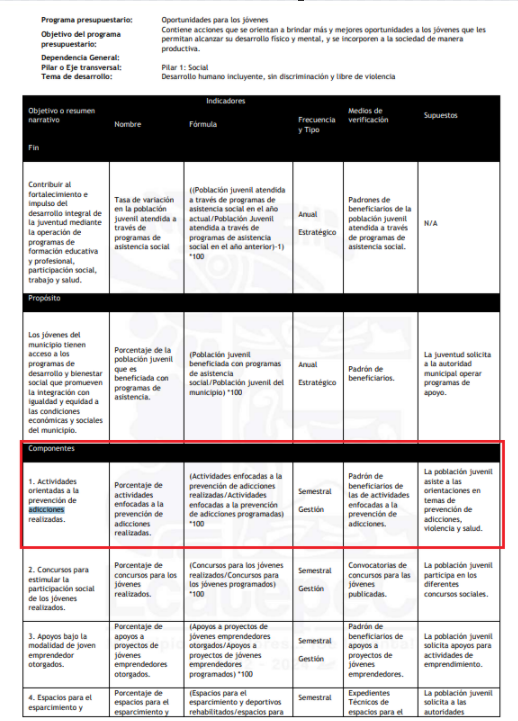 Programa presupuestario: Oportunidades para los jóvenes
Objetivo del programa presupuestario: Contiene acciones que se orientan a brindar más y mejores oportunidades a los jóvenes que les
permitan alcanzar su desarrollo físico y mental, y se incorporen a la sociedad de manera
productiva.
Dependencia General:
Pilar o Eje transversal: Pilar 1: Social
Tema de desarrollo: Desarrollo humano incluyente, sin discriminación y libre de violencia
Objetivo o resumen
narrativo
Indicadores
Nombre
Fórmula
Frecuencia
y Tipo
Medios de
verificación
Supuestos
Fin
Contribuir al
fortalecimiento e
impulso del
desarrollo integral de
la juventud mediante
la operación de
programas de
formación educativa
y profesional,
participación social,
trabajo y salud.
Tasa de variación
en la población
juvenil atendida a
través de
programas de
asistencia social
((Población juvenil atendida
a través de programas de
asistencia social en el año
actual/Población Juvenil
atendida a través de
programas de asistencia
social en el año anterior)-1)
*100
Anual
Estratégico
Padrones de
beneficiarios de la
población juvenil
atendida a través
de programas de
asistencia social.
N/A
Propósito
Los jóvenes del
municipio tienen
acceso a los
programas de
desarrollo y bienestar
social que promueven
la integración con
igualdad y equidad a
las condiciones
económicas y sociales
del municipio.
Porcentaje de la
población juvenil
que es
beneficiada con
programas de
asistencia.
(Población juvenil
beneficiada con programas
de asistencia
social/Población juvenil del
municipio) *100
Anual
Estratégico
Padrón de
beneficiarios.
La juventud solicita
a la autoridad
municipal operar
programas de
apoyo.
Componentes
1. Actividades
orientadas a la
prevención de
adicciones
realizadas.
Porcentaje de
actividades
enfocadas a la
prevención de
adicciones
realizadas.
(Actividades enfocadas a la
prevención de adicciones
realizadas/Actividades
enfocadas a la prevención
de adicciones programadas)
*100
Semestral
Gestión
Padrón de
beneficiarios de
las de actividades
enfocadas a la
prevención de
adicciones.
La población juvenil
asiste a las
orientaciones en
temas de
prevención de
adicciones,
violencia y salud.
2. Concursos para
estimular la
participación social
de los jóvenes
realizados.
Porcentaje de
concursos para los
jóvenes
realizados.
(Concursos para los jóvenes
realizados/Concursos para
los jóvenes programados)
*100
Semestral
Gestión
Convocatorias de
concursos para las
jóvenes
publicadas.
La población juvenil
participa en los
diferentes
concursos sociales.
3. Apoyos bajo la
modalidad de joven
emprendedor
otorgados.
Porcentaje de
apoyos a
proyectos de
jóvenes
emprendedores
otorgados.
(Apoyos a proyectos de
jóvenes emprendedores
otorgados/Apoyos a
proyectos de jóvenes
emprendedores
programados) *100
Semestral
Gestión
Padrón de
beneficiarios de
apoyos a
proyectos de
jóvenes
emprendedores.
La población juvenil
solicita apoyos para
actividades de
emprendimiento.
4. Espacios para el
esparcimiento y
Porcentaje de
espacios para el
esparcimiento y
(Espacios para el
esparcimiento y deportivos
rehabilitados/espacios para
Semestral
Expedientes
Técnicos de
espacios para el
La población juvenil
solicita a las
autoridades